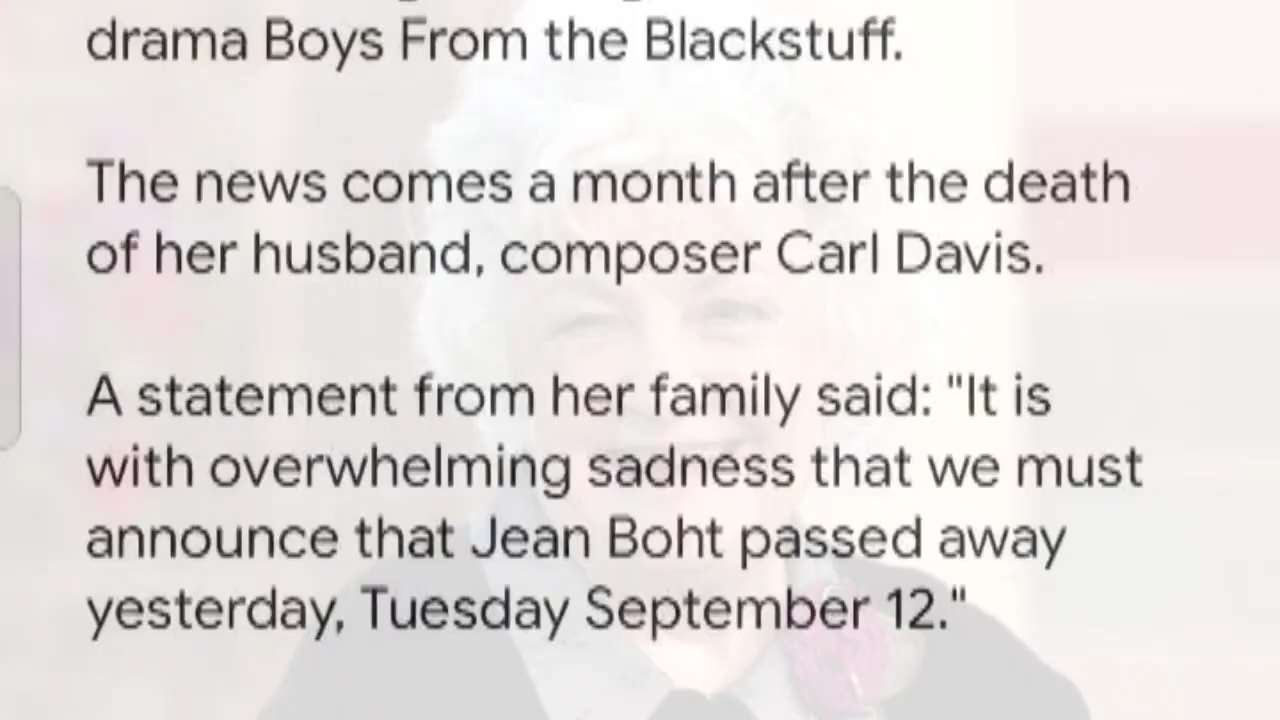 drama Boys From the Blackstuff.
The news comes a month after the death
of her husband, composer Carl Davis.
A statement from her family said: "It is
with overwhelming sadness that we must
announce that Jean Boht passed away
yesterday, Tuesday September 12."